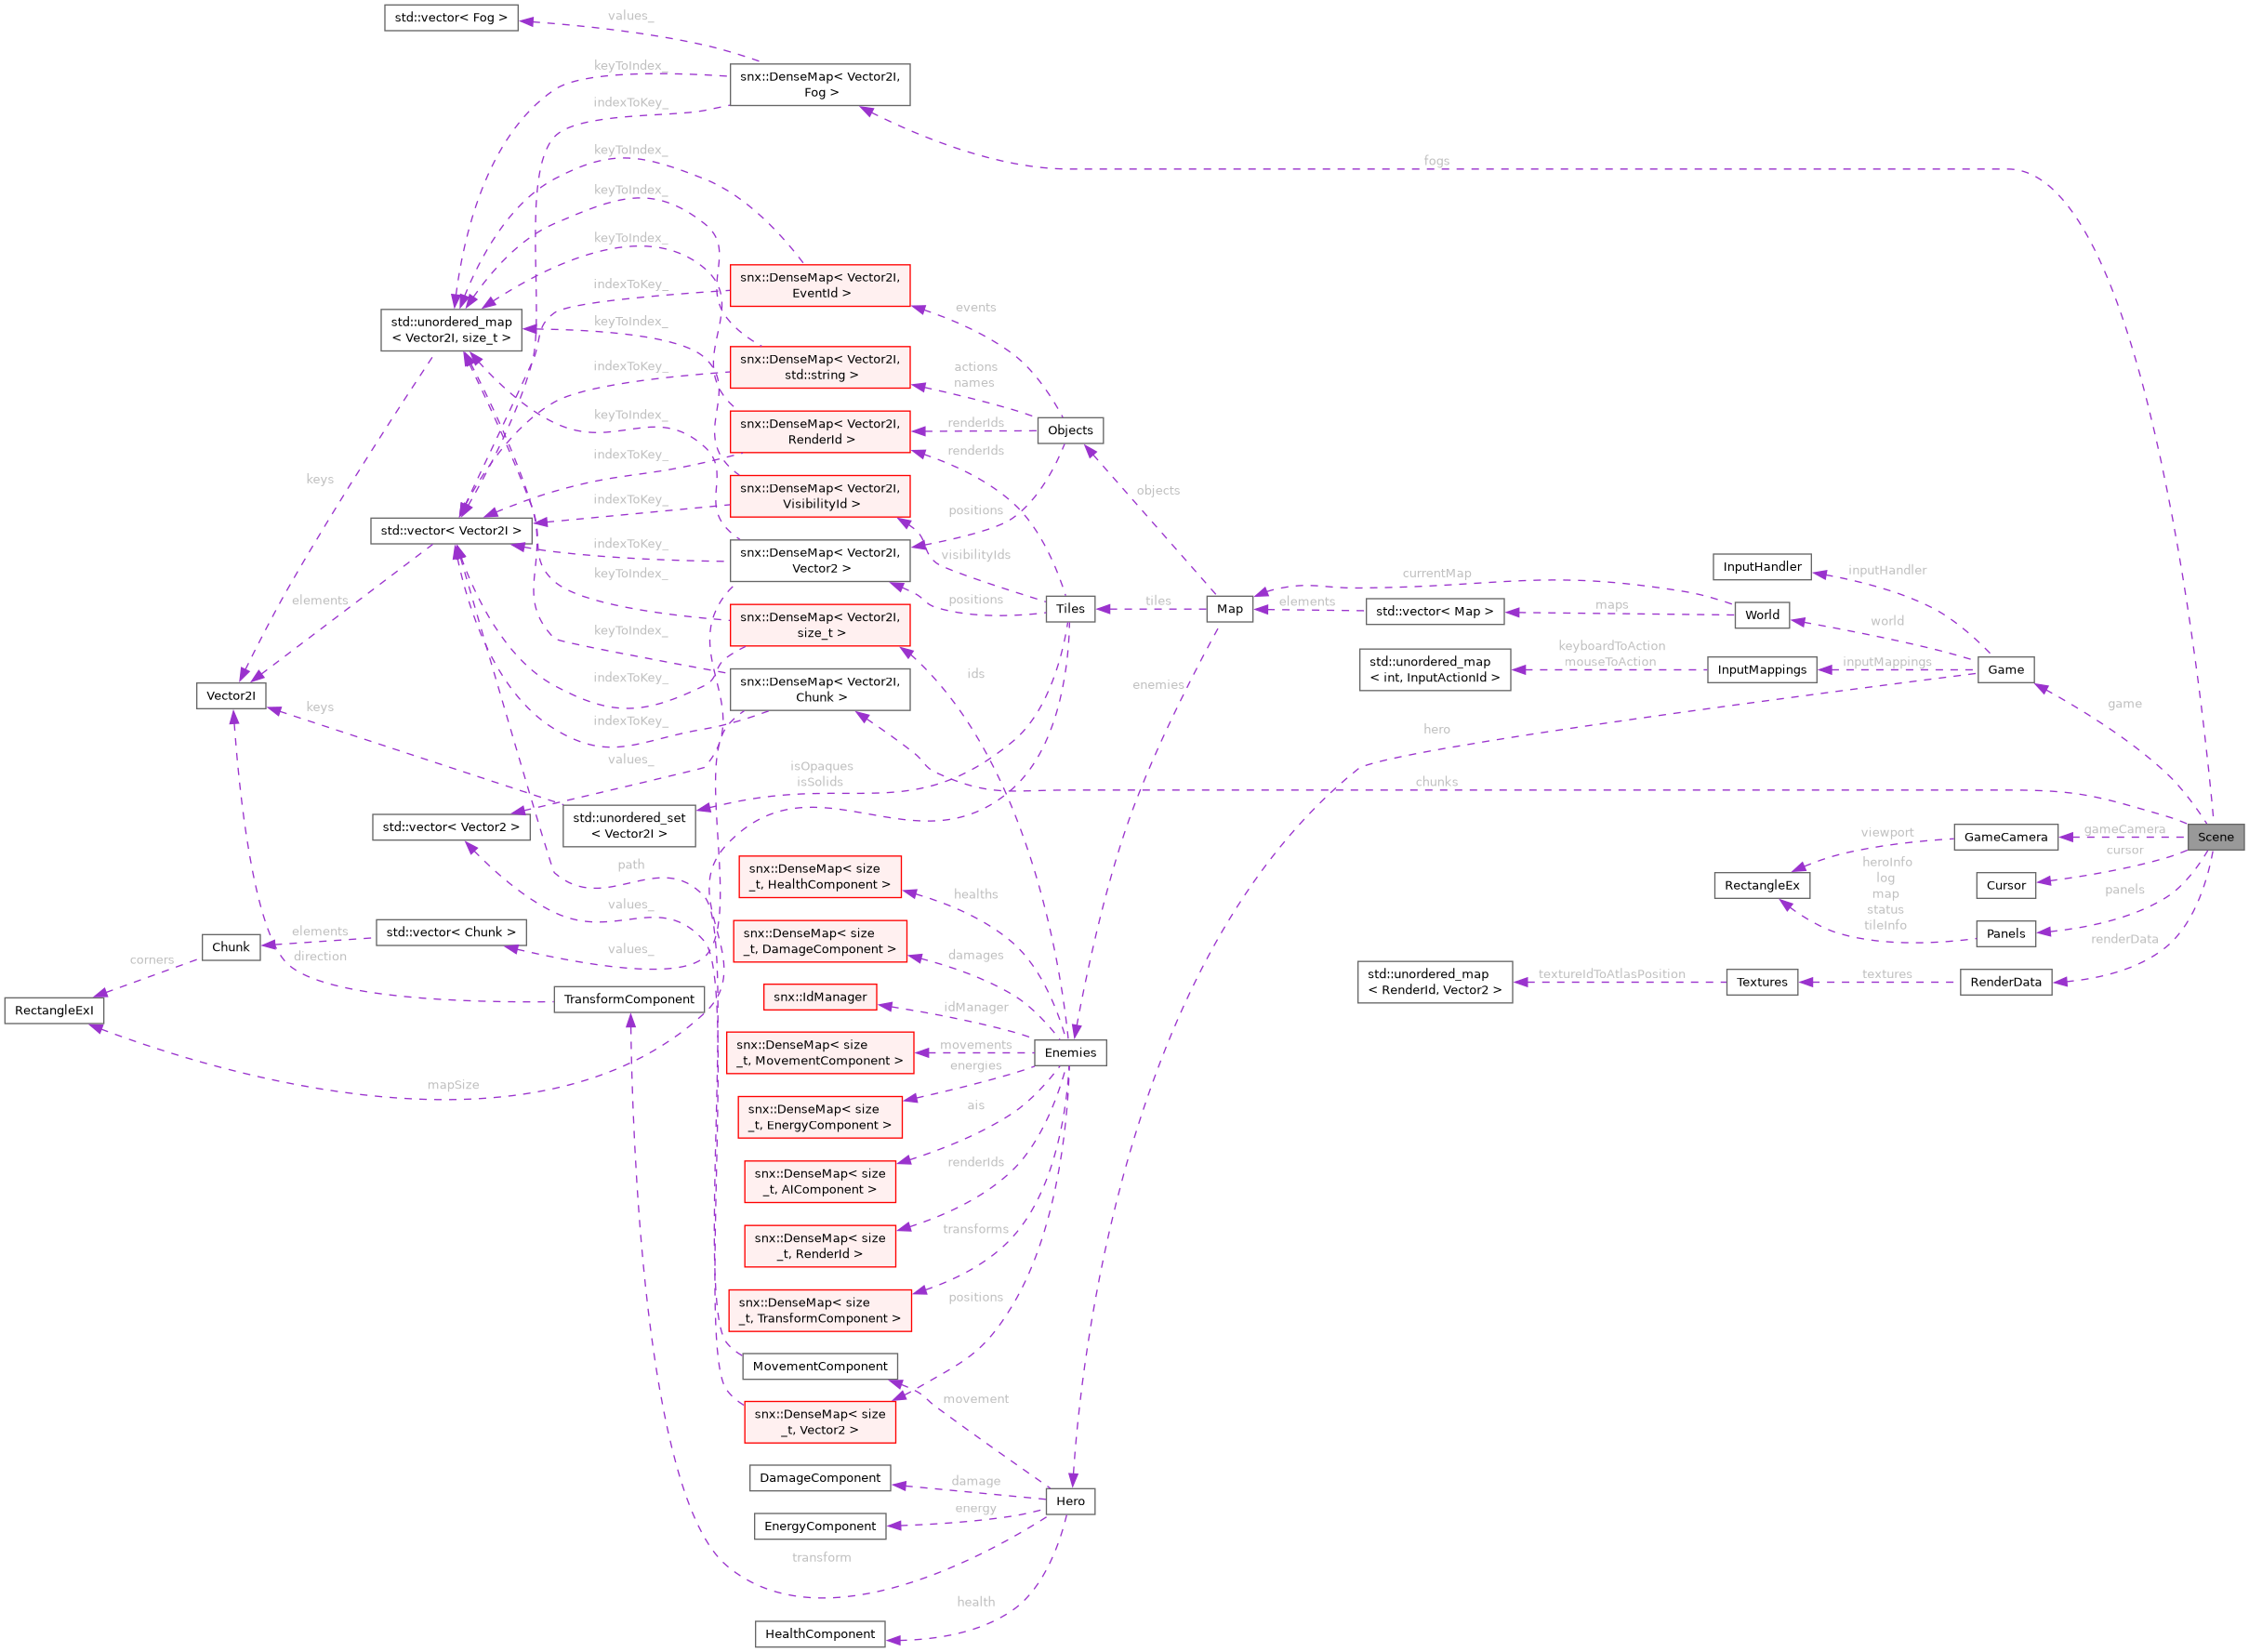 std::vector< Fog >
values_
snx::DenseMap< Vector2I,
Fog >
keyToIndex_
indexToKey_
fogs
keyToIndex_
keyToIndex_
keyToIndex_
snx::DenseMap< Vector2I,
EventId >
indexToKey_
events
std::unordered_map
< Vector2I, size_t >
keyToIndex_
snx::DenseMap< Vector2I,
std::string >
indexToKey_
actions
names
keyToIndex_
snx::DenseMap< Vector2I,
RenderId >
renderIds
Objects
indexToKey_
renderIds
keys
snx::DenseMap< Vector2I,
VisibilityId >
indexToKey_
objects
positions
std::vector< Vector2I >
indexToKey_
snx::DenseMap< Vector2I,
Vector2 >
visibilityIds
keyToIndex_
currentMap
InputHandler
inputHandler
elements
positions
Tiles
tiles
Map
elements
std::vector< Map >
maps
World
world
snx::DenseMap< Vector2I,
size_t >
keyToIndex_
keyboardToAction
mouseToAction
std::unordered_map
< int, InputActionId >
InputMappings
inputMappings
Game
Vector2I
indexToKey_
snx::DenseMap< Vector2I,
Chunk >
ids
enemies
keys
indexToKey_
hero
game
values_
isOpaques
isSolids
chunks
std::vector< Vector2 >
std::unordered_set
< Vector2I >
viewport
GameCamera
gameCamera
Scene
path
snx::DenseMap< size
_t, HealthComponent >
healths
heroInfo
log
map
status
tileInfo
RectangleEx
Cursor
cursor
panels
values_
Chunk
elements
std::vector< Chunk >
snx::DenseMap< size
_t, DamageComponent >
damages
Panels
renderData
corners
direction
values_
std::unordered_map
< RenderId, Vector2 >
textureIdToAtlasPosition
Textures
textures
RenderData
RectangleExI
TransformComponent
snx::IdManager
idManager
snx::DenseMap< size
_t, MovementComponent >
movements
Enemies
energies
mapSize
snx::DenseMap< size
_t, EnergyComponent >
ais
snx::DenseMap< size
_t, AIComponent >
renderIds
snx::DenseMap< size
_t, RenderId >
transforms
snx::DenseMap< size
_t, TransformComponent >
positions
MovementComponent
movement
snx::DenseMap< size
_t, Vector2 >
DamageComponent
damage
Hero
EnergyComponent
energy
transform
health
HealthComponent